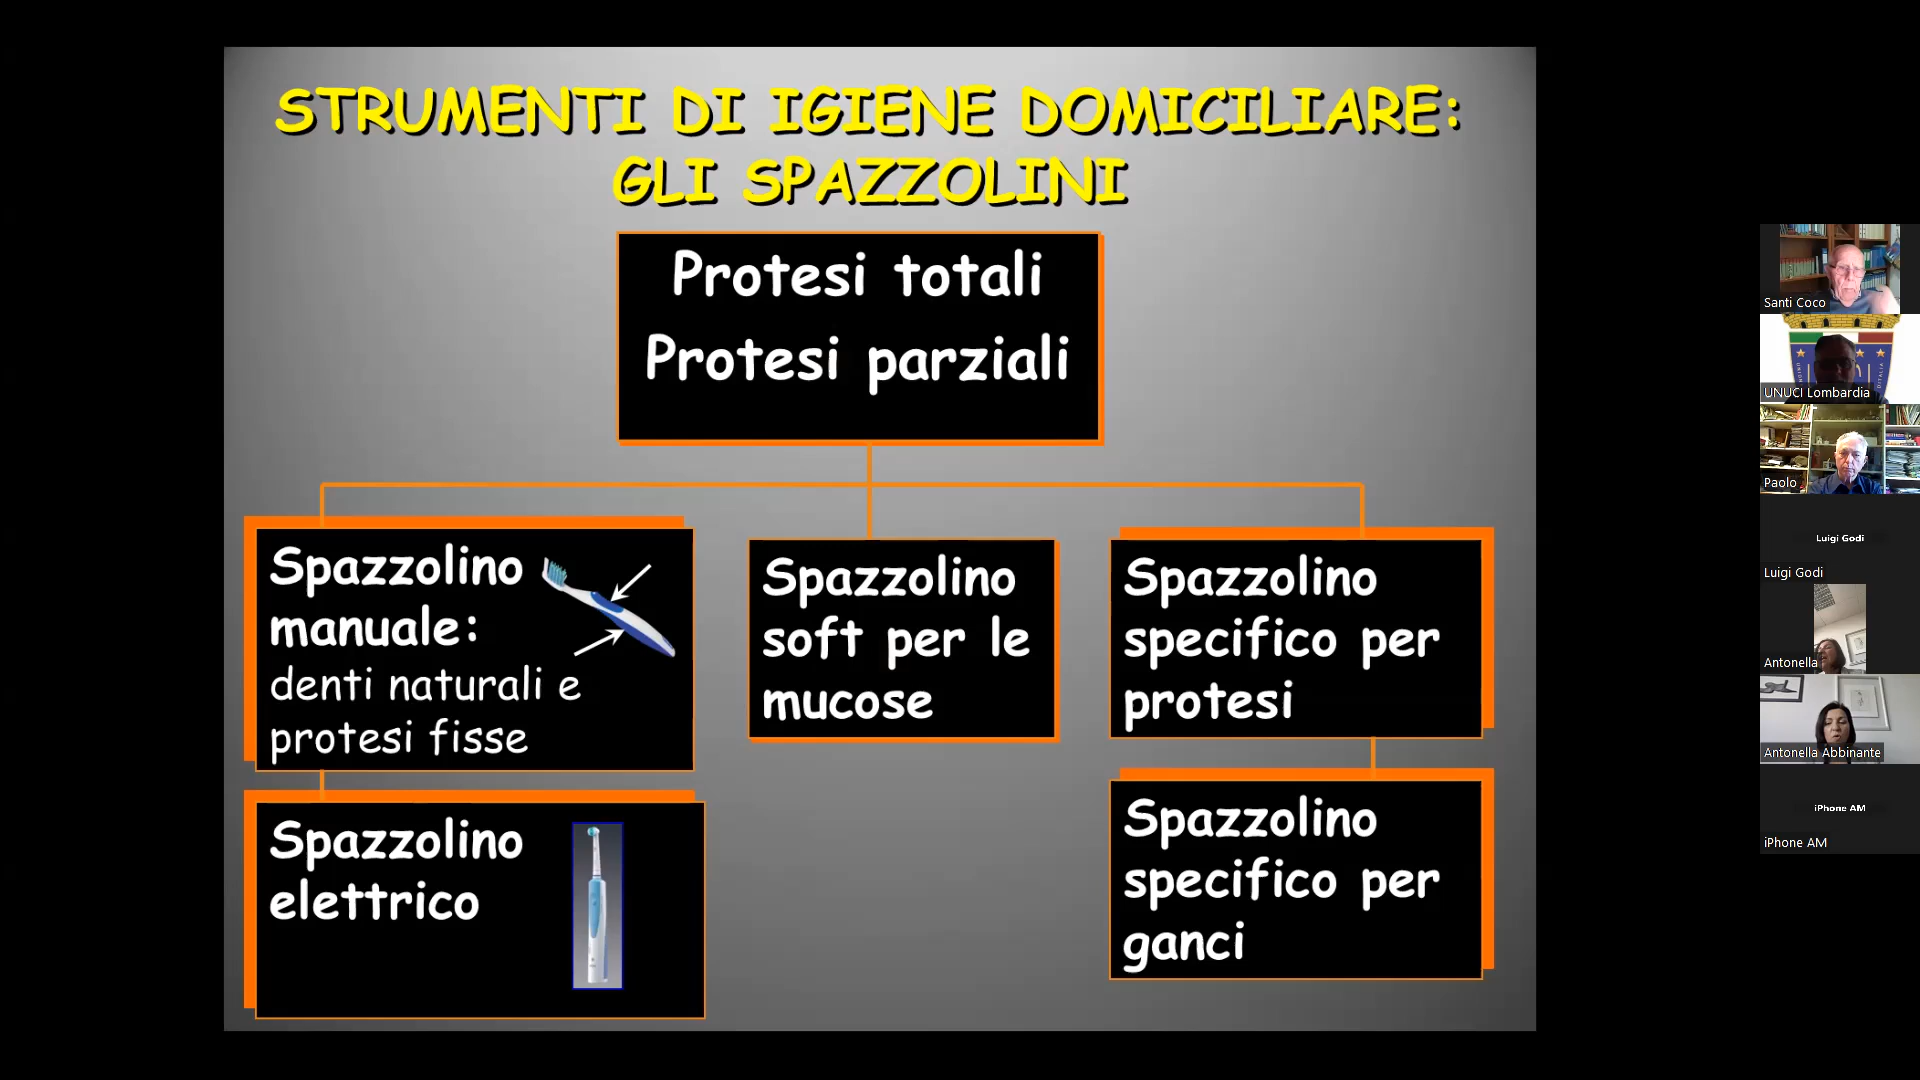 STRUMENTI DI IGIENE DOMICILIARE:
GLI SPAZZOLINI
Protesi totali
Protesi parziali
Spazzolino
manuale:
denti naturali e
protesi fisse
Spazzolino
soft per le
mucose
Spazzolino
specifico per
protesi
Spazzolino
elettrico
Spazzolino
specifico per
ganci
Santi Coco
UNUCI Lombardia
Paolo
Luigi Godi
Luigi Godi
Antonella
Antonella Abbinante
iPhone AM
iPhone AM